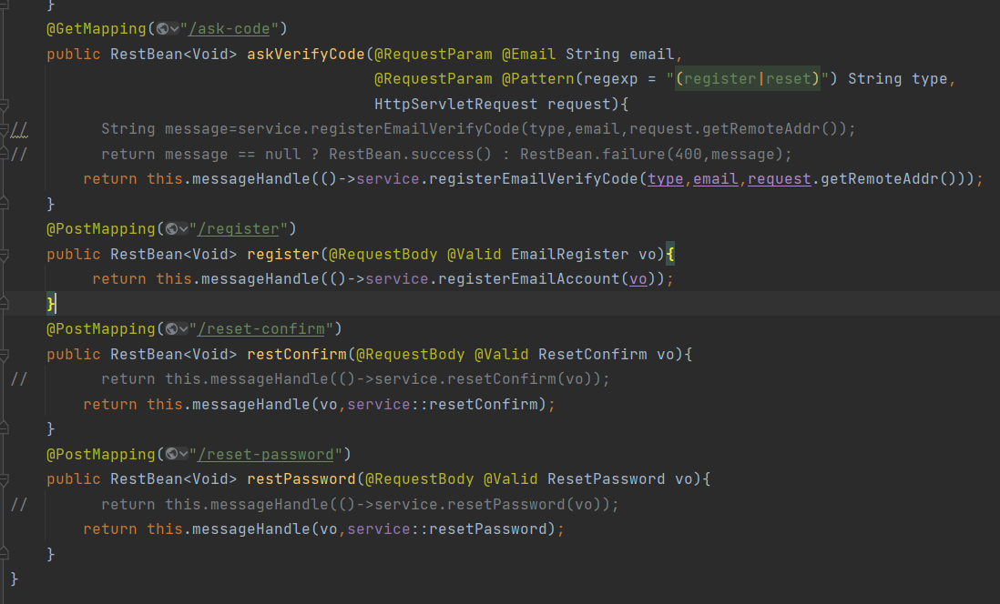 }
@GetMapping("/ask-code")
public RestBean<Void> askVerifyCode(@RequestParam @Email String email,
@RequestParam @Pattern(regexp = "(register|reset)") String type,
HttpServletRequest request){
// String message=service.registerEmailVerifyCode(type,email,request.getRemoteAddr());
// return message == null ? RestBean.success() : RestBean.failure(400,message);
return this.messageHandle(()->service.registerEmailVerifyCode(type,email,request.getRemoteAddr()));
}
@PostMapping("/register")
public RestBean<Void> register(@RequestBody @Valid EmailRegister vo){
return this.messageHandle(()->service.registerEmailAccount(vo));
}
@PostMapping("/reset-confirm")
public RestBean<Void> restConfirm(@RequestBody @Valid ResetConfirm vo){
// return this.messageHandle(()->service.resetConfirm(vo));
return this.messageHandle(vo,service::resetConfirm);
}
@PostMapping("/reset-password")
public RestBean<Void> restPassword(@RequestBody @Valid ResetPassword vo){
// return this.messageHandle(()->service.resetPassword(vo));
return this.messageHandle(vo,service::resetPassword);
}
}